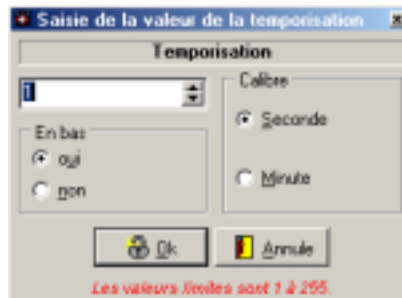 Saisie de la valeur de la temporisation
Temporisation
1
Calibre
Seconde
En bas
oui
non
Minute
Ok
Annule
Les valeurs limites sont 1 à 255.